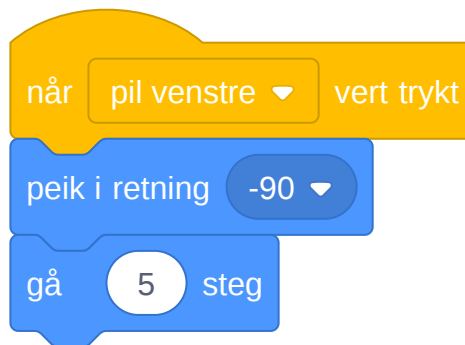 når pil venstre vert trykt
peik i retning -90
gå 5 steg